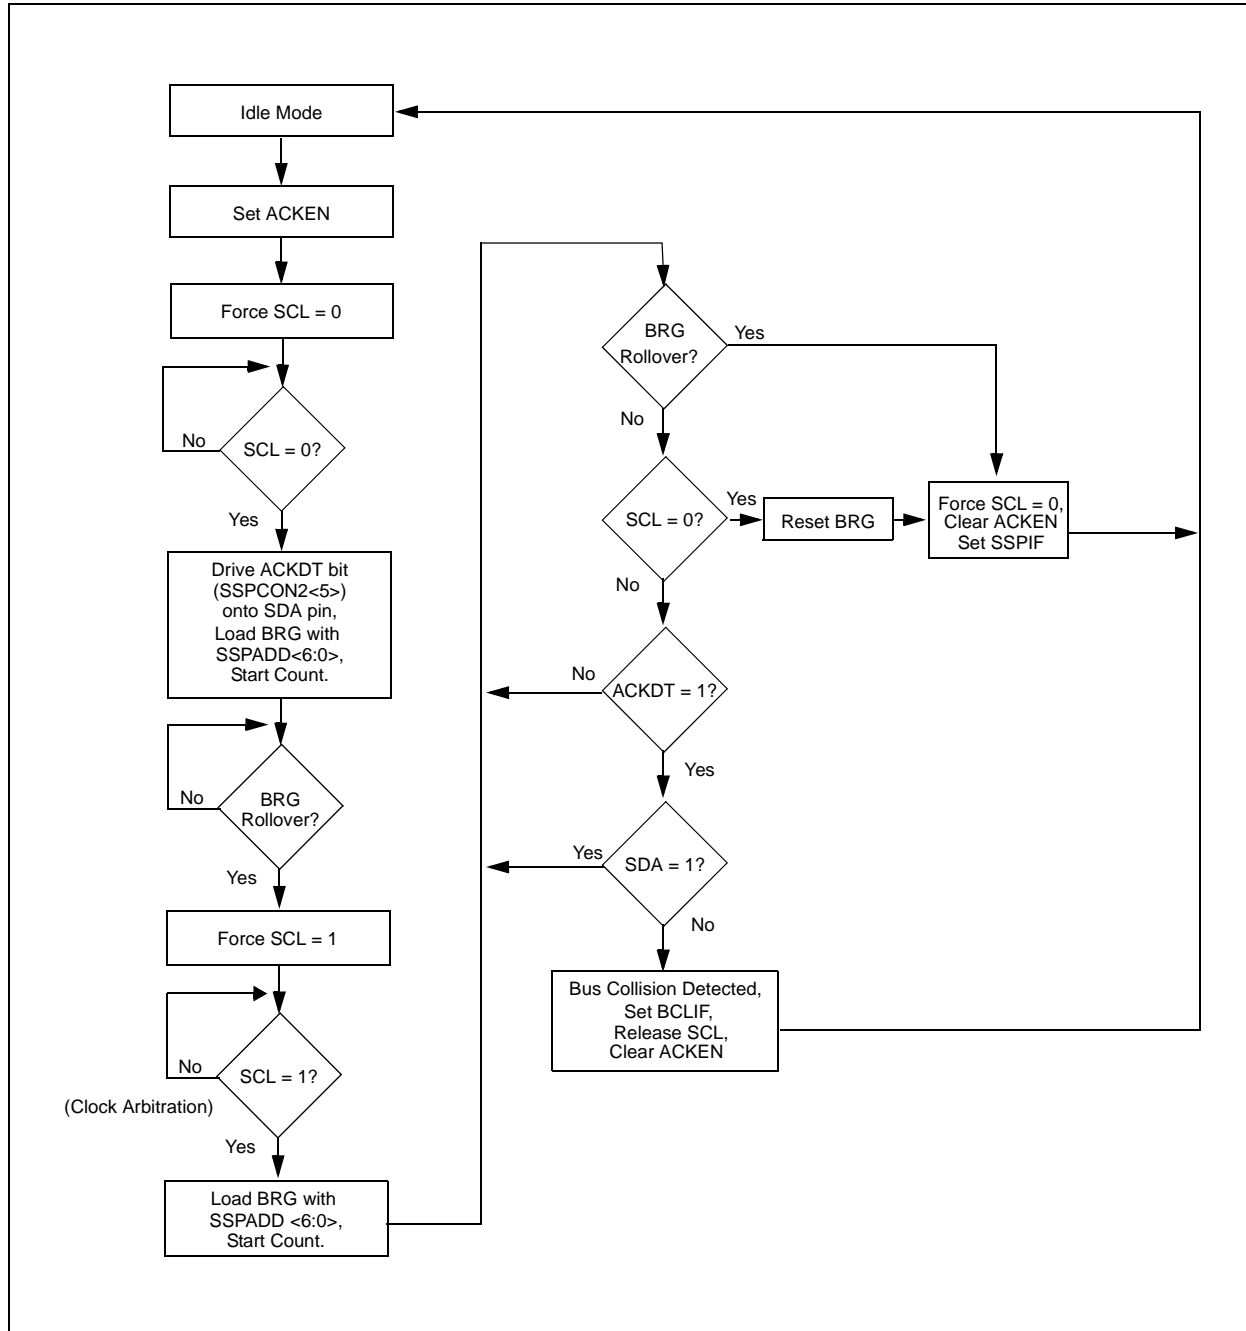 Idle Mode
Set ACKEN
Force SCL = 0
SCL = 0?
No
Yes
Drive ACKDT bit
(SSPCON2<5>)
onto SDA pin,
Load BRG with
SSPADD<6:0>,
Start Count.
BRG
Rollover?
No
Yes
Force SCL = 1
SCL = 1?
No
(Clock Arbitration)
Yes
Load BRG with
SSPADD <6:0>,
Start Count.
BRG
Rollover?
Yes
No
SCL = 0?
Yes
Reset BRG
Force SCL = 0,
Clear ACKEN
Set SSPIF
No
ACKDT = 1?
No
Yes
SDA = 1?
Yes
No
Bus Collision Detected,
Set BCLIF,
Release SCL,
Clear ACKEN